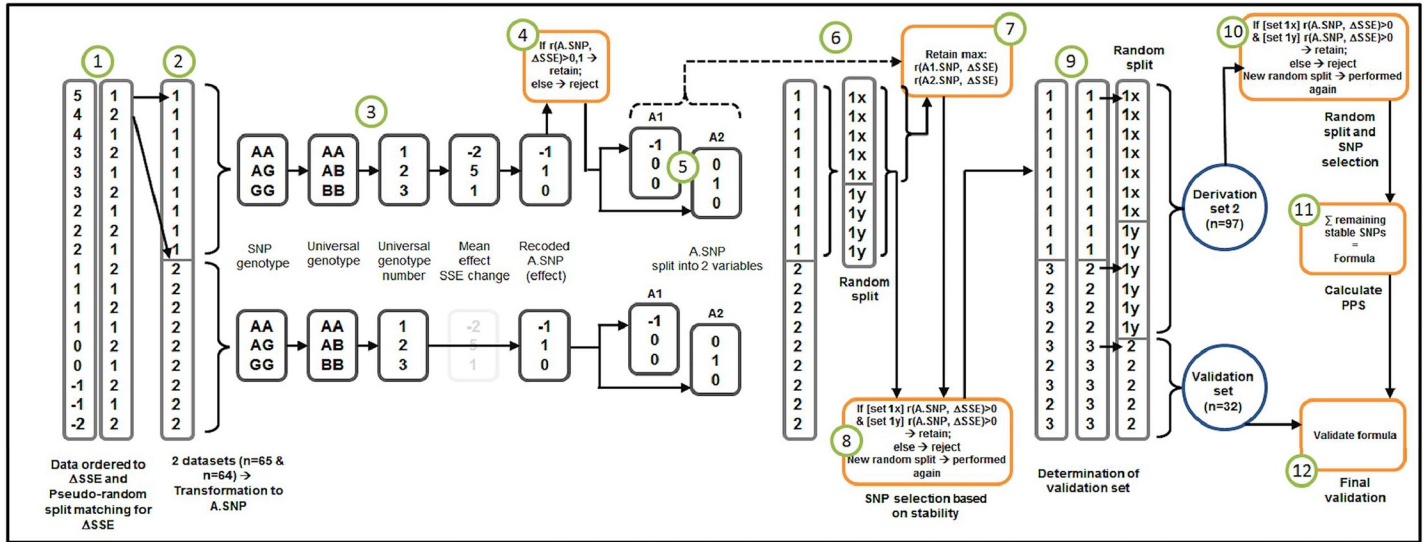 1
5
4
4
3
3
3
2
2
2
1
1
1
1
0
0
-1
-1
-2
1
2
1
2
1
2
1
2
1
2
1
2
1
2
1
2
1
2
Data ordered to
ΔSSE and
Pseudo-random
split matching for
ΔSSE
2
1
1
1
1
1
1
1
1
1
2
2
2
2
2
2
2
2
2
2 datasets (n=65 &
n=64) →
Transformation to
A.SNP
3
AA
AG
GG
SNP
genotype
AA
AB
BB
Universal
genotype
1
2
3
Universal
genotype
number
-2
5
1
Mean
effect
SSE change
-1
1
0
Recoded
A.SNP
(effect)
4
If r(A.SNP,
ΔSSE)>0,1 →
retain;
else → reject
A1
-1
0
0
5
A2
0
1
0
A.SNP
split into 2 variables
AA
AG
GG
AA
AB
BB
1
2
3
-2
5
1
-1
1
0
A1
-1
0
0
A2
0
1
0
6
1
1
1
1
1
1
1
1
1
2
2
2
2
2
2
2
2
2
1x
1x
1x
1x
1x
1y
1y
1y
1y
Random
split
7
Retain max:
r(A1.SNP, ΔSSE)
r(A2.SNP, ΔSSE)
8
If [set 1x] r(A.SNP, ΔSSE)>0
& [set 1y] r(A.SNP, ΔSSE)>0
→ retain;
else → reject
New random split → performed
again
SNP selection based
on stability
9
1
1
1
1
1
1
1
1
1
3
2
2
3
2
2
3
2
3
1
1
1
1
1
1
1
1
1
2
2
2
2
3
3
3
3
3
Random
split
1x
1x
1x
1x
1x
1x
1x
1y
1y
1y
1y
1y
1y
2
2
2
2
2
Determination of
validation set
Derivation
set 2
(n=97)
Validation
set
(n=32)
10
If [set 1x] r(A.SNP, ΔSSE)>0
& [set 1y] r(A.SNP, ΔSSE)>0
→ retain;
else → reject
New random split → performed
again
Random
split and
SNP
selection
11
Σ remaining
stable SNPs
=
Formula
Calculate
PPS
Validate formula
12
Final
validation